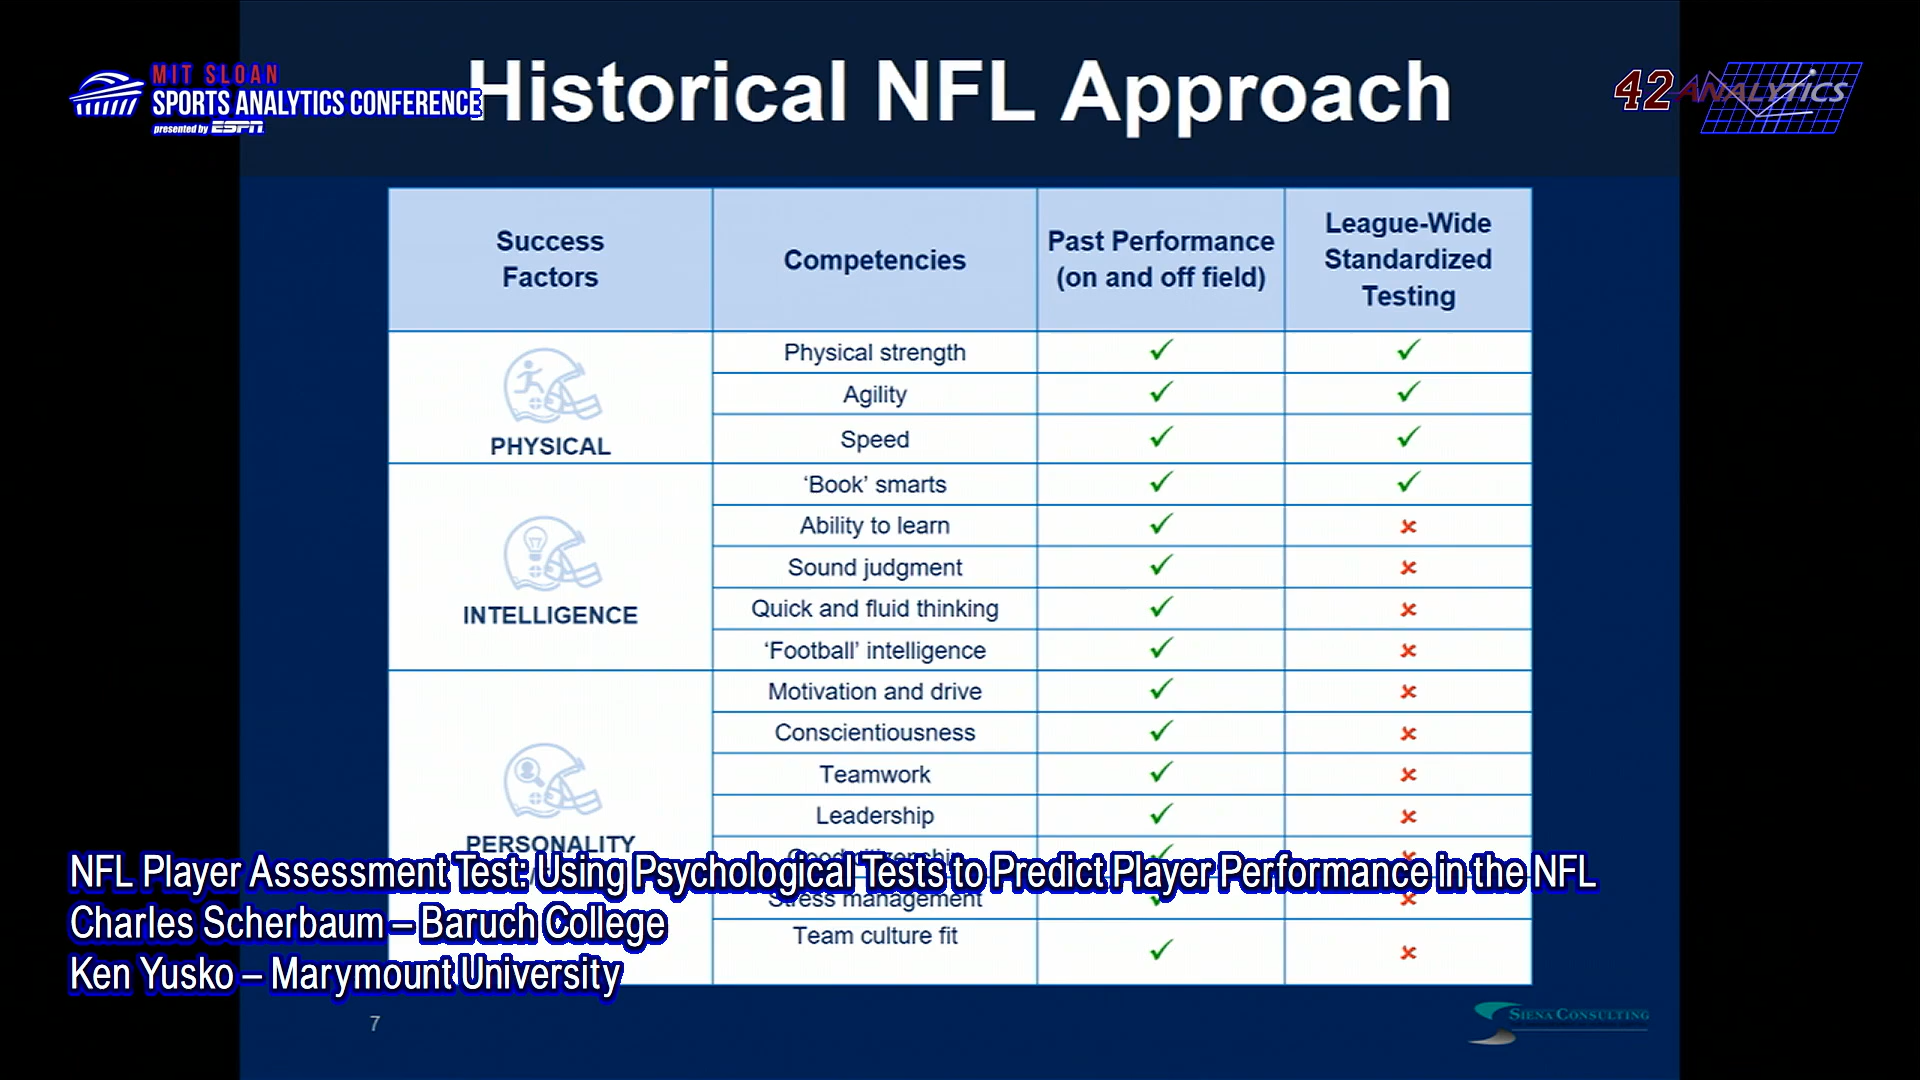 MIT SLOAN
SPORTS ANALYTICS CONFERENCE
presented by ESPN
Historical NFL Approach
42 ANALYTICS
Success
Factors
Competencies
Past Performance
(on and off field)
League-Wide
Standardized
Testing
PHYSICAL
Physical strength
Agility
Speed
INTELLIGENCE
‘Book’ smarts
Ability to learn
Sound judgment
Quick and fluid thinking
‘Football’ intelligence
PERSONALITY
Motivation and drive
Conscientiousness
Teamwork
Leadership
Good citizenship
Stress management
Team culture fit
NFL Player Assessment Test: Using Psychological Tests to Predict Player Performance in the NFL
Charles Scherbaum – Baruch College
Ken Yusko – Marymount University
7
SIENA CONSULTING